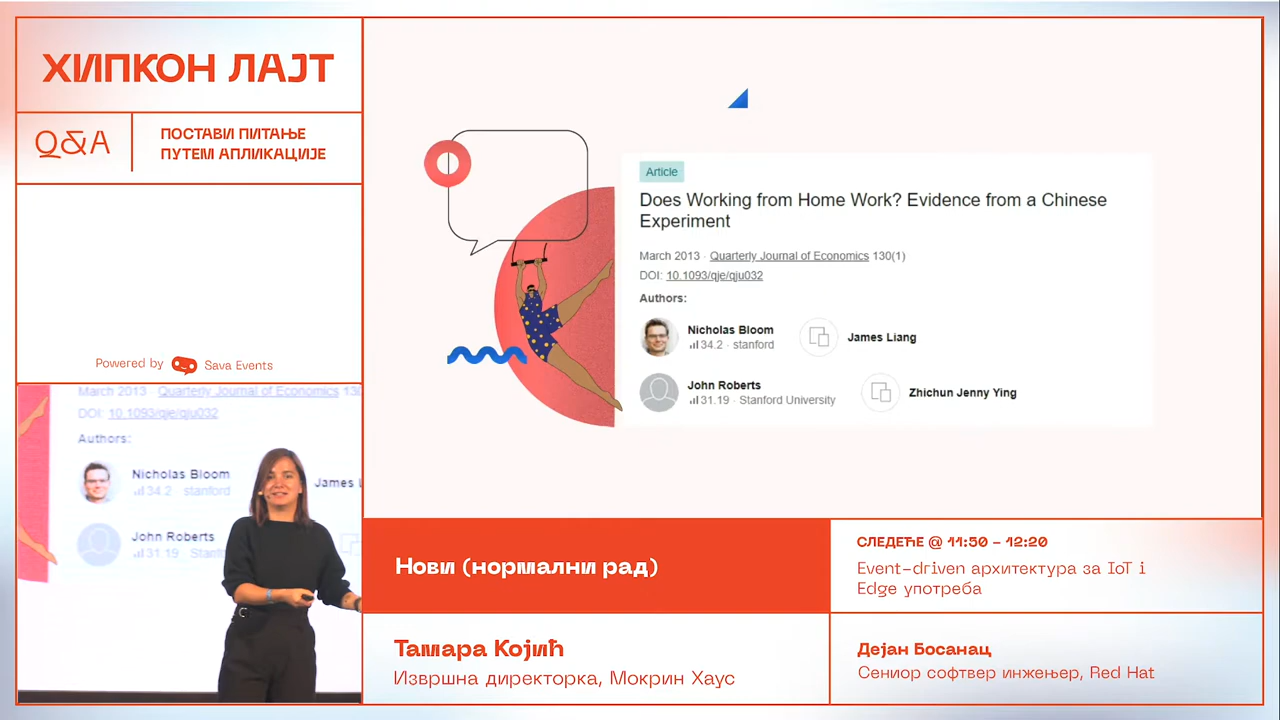 ХИПКОН ЛАЈТ
Q&A
ПОСТАВИ ПИТАЊЕ
ПУТЕМ АПЛИКАЦИЈЕ
Powered by Sava Events
Article
Does Working from Home Work? Evidence from a Chinese
Experiment
March 2013 · Quarterly Journal of Economics 130(1)
DOI: 10.1093/qje/qju032
Authors:
Nicholas Bloom
34.2 · stanford
James Liang
John Roberts
31.19 · Stanford University
Zhichun Jenny Ying
March 2013 · Quarterly Journal of Economics 130
DOI: 10.1093/qje/qju032
Authors:
Nicholas Bloom
34.2 · stanford
James L
John Roberts
31.19 · Stanfo
Нови (нормални рад)
Тамара Којић
Извршна директорка, Мокрин Хаус
СЛЕДЕЋЕ @ 11:50 - 12:20
Event-driven архитектура за IoT i
Edge употреба
Дејан Босанац
Сениор софтвер инжењер, Red Hat